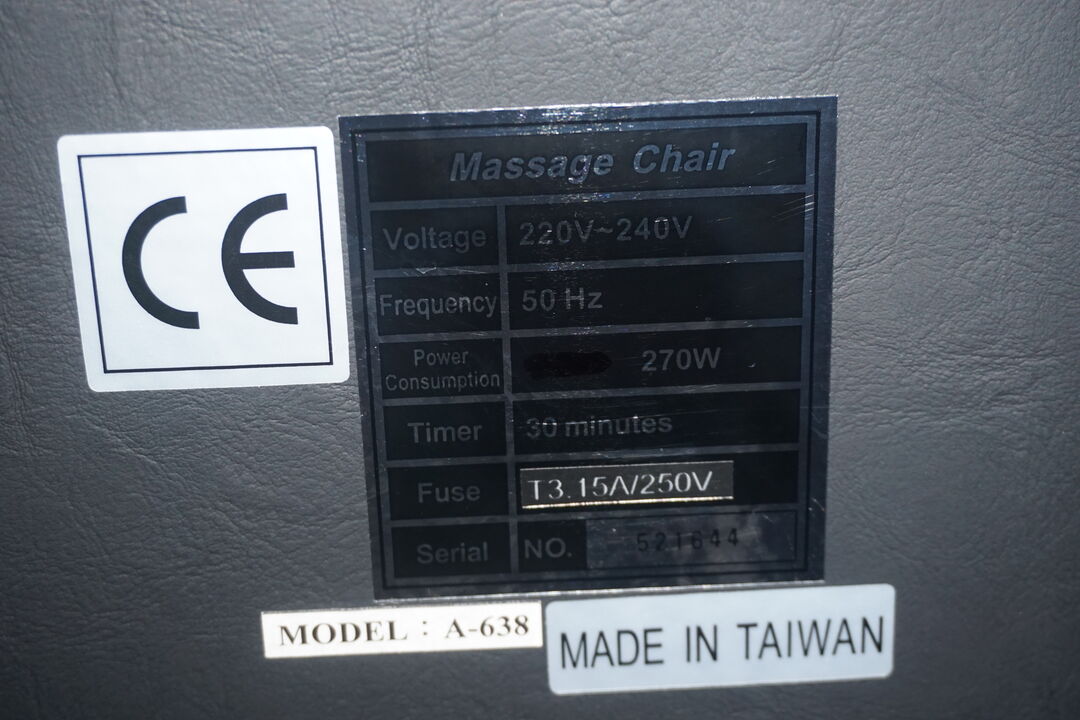 CE
Massage Chair
Voltage 220V~240V
Frequency 50 Hz
Power Consumption 270W
Timer 30 minutes
Fuse T3.15A/250V
Serial NO. 521644
MODEL : A-638
MADE IN TAIWAN